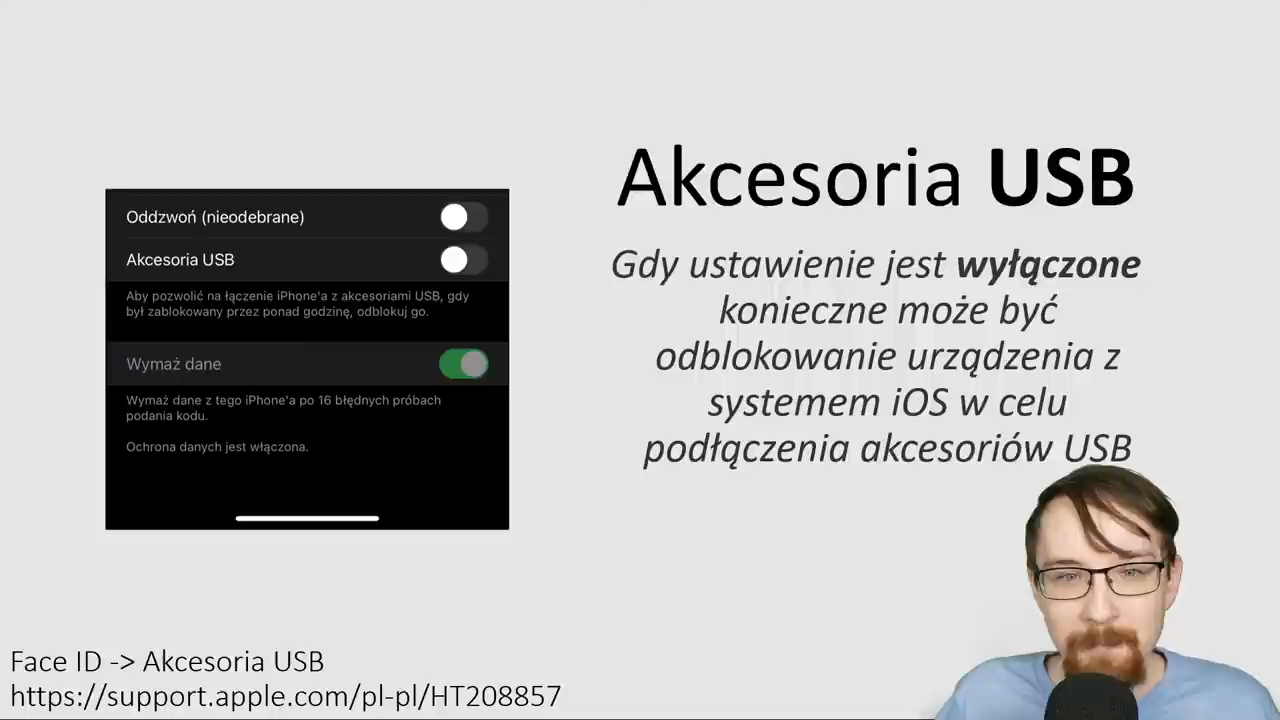 Akcesoria USB
Gdy ustawienie jest wyłączone
konieczne może być
odblokowanie urządzenia z
systemem iOS w celu
podłączenia akcesoriów USB
Oddzwoń (nieodebrane)
Akcesoria USB
Aby pozwolić na łączenie iPhone'a z akcesoriami USB, gdy
był zablokowany przez ponad godzinę, odblokuj go.
Wymaż dane
Wymaż dane z tego iPhone'a po 16 błędnych próbach
podania kodu.
Ochrona danych jest włączona.
Face ID -> Akcesoria USB
https://support.apple.com/pl-pl/HT208857